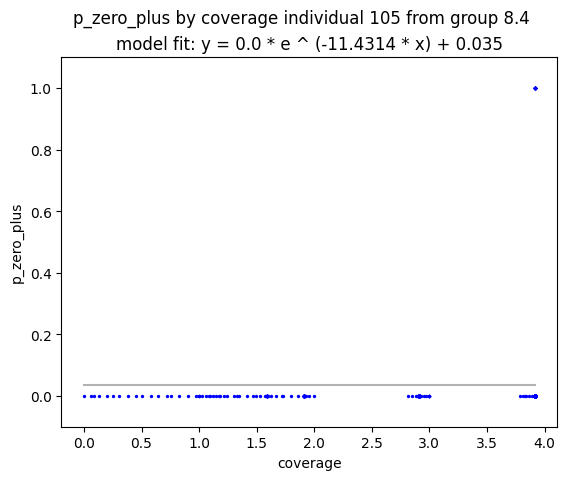 p_zero_plus by coverage individual 105 from group 8.4
model fit: y = 0.0 * e ^ (-11.4314 * x) + 0.035
1.0
0.8
0.6
0.4
0.2
0.0
p_zero_plus
0.0 0.5 1.0 1.5 2.0 2.5 3.0 3.5 4.0
coverage